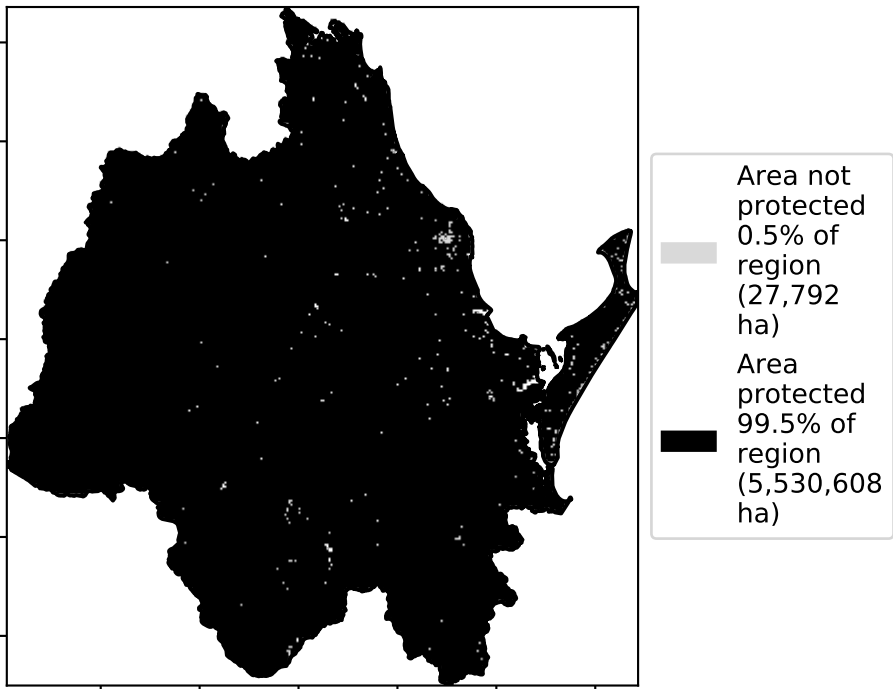 Area not
protected
0.5% of
region
(27,792
ha)
Area
protected
99.5% of
region
(5,530,608
ha)